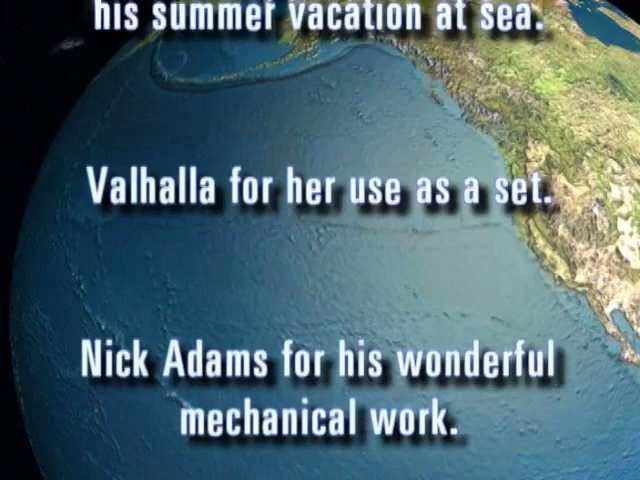 his summer vacation at sea.
Valhalla for her use as a set.
Nick Adams for his wonderful
mechanical work.